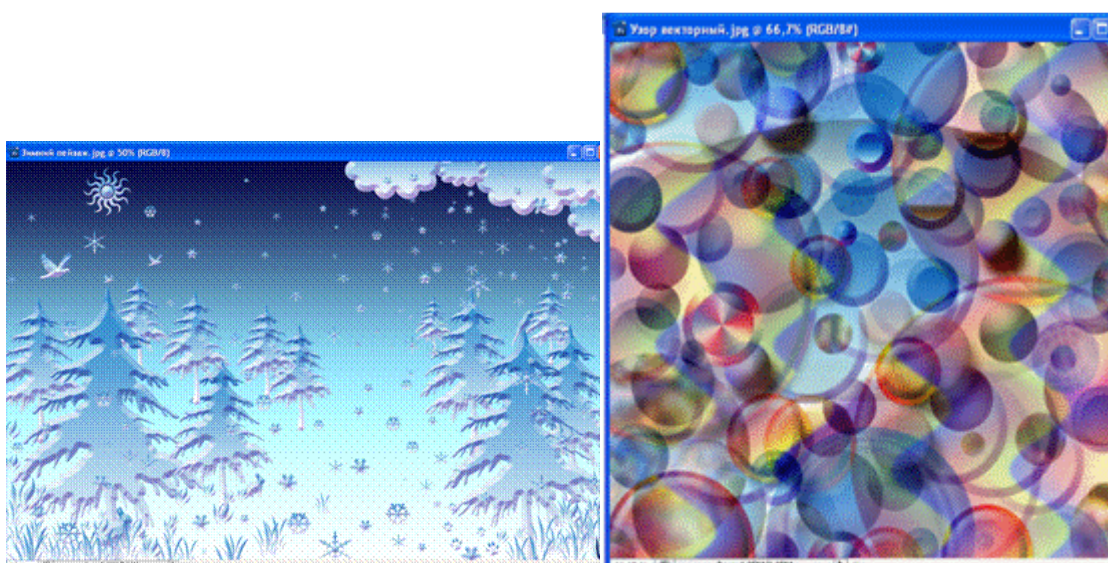 Зимний пейзаж.jpg @ 50% (RGB/8)
Узор векторный.jpg @ 66,7% (RGB/8#)